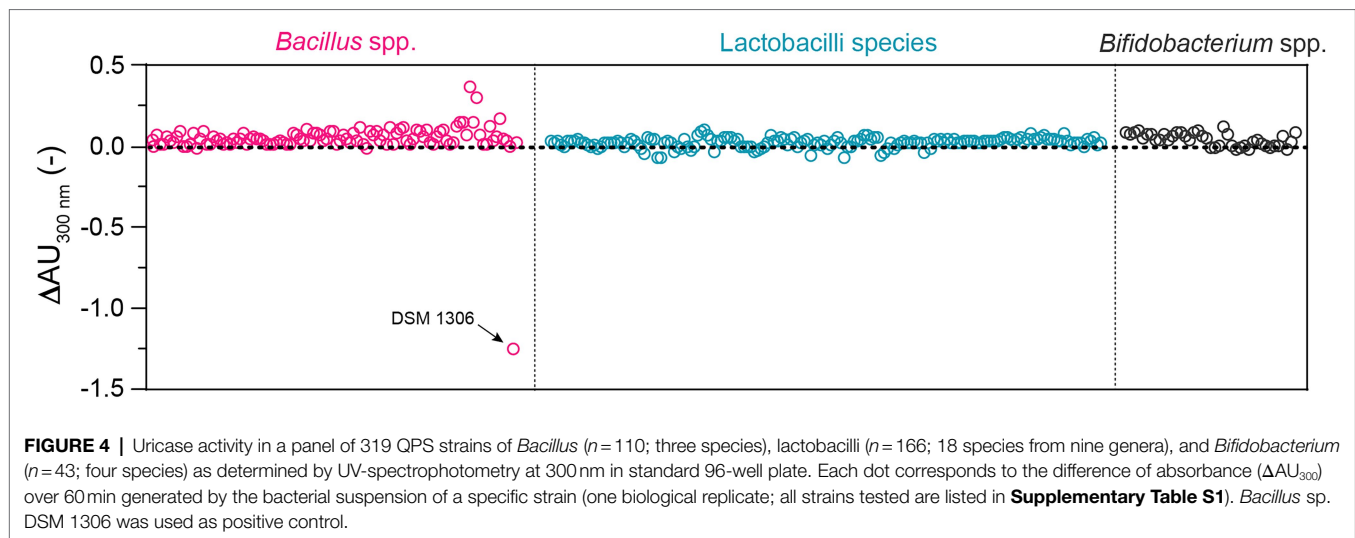 Bacillus spp.
Lactobacilli species
Bifidobacterium spp.
0.5
0.0
-0.5
-1.0
-1.5
ΔAU300 nm (-)
DSM 1306
FIGURE 4 | Uricase activity in a panel of 319 QPS strains of Bacillus (n=110; three species), lactobacilli (n=166; 18 species from nine genera), and Bifidobacterium
(n=43; four species) as determined by UV-spectrophotometry at 300 nm in standard 96-well plate. Each dot corresponds to the difference of absorbance (ΔAU300)
over 60 min generated by the bacterial suspension of a specific strain (one biological replicate; all strains tested are listed in Supplementary Table S1). Bacillus sp.
DSM 1306 was used as positive control.